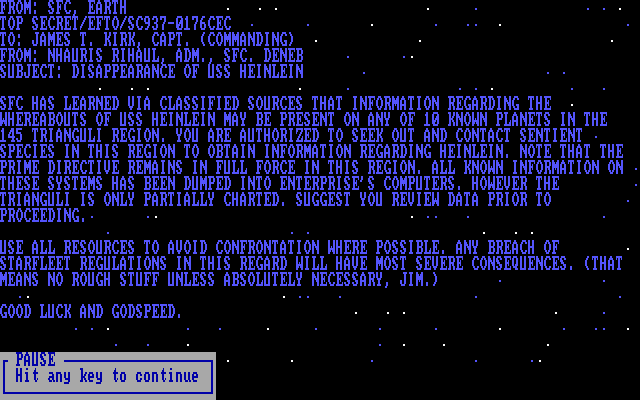 FROM: SFC, EARTH
TOP SECRET/EFTO/SC937-0176CEC
TO: JAMES T. KIRK, CAPT. (COMMANDING)
FROM: NHAURIS RIHAUL, ADM., SFC. DENEB
SUBJECT: DISAPPEARANCE OF USS HEINLEIN
SFC HAS LEARNED VIA CLASSIFIED SOURCES THAT INFORMATION REGARDING THE
WHEREABOUTS OF USS HEINLEIN MAY BE PRESENT ON ANY OF 10 KNOWN PLANETS IN THE
145 TRIANGULI REGION. YOU ARE AUTHORIZED TO SEEK OUT AND CONTACT SENTIENT
SPECIES IN THIS REGION TO OBTAIN INFORMATION REGARDING HEINLEIN. NOTE THAT THE
PRIME DIRECTIVE REMAINS IN FULL FORCE IN THIS REGION. ALL KNOWN INFORMATION ON
THESE SYSTEMS HAS BEEN DUMPED INTO ENTERPRISE'S COMPUTERS. HOWEVER THE
TRIANGULI IS ONLY PARTIALLY CHARTED. SUGGEST YOU REVIEW DATA PRIOR TO
PROCEEDING.
USE ALL RESOURCES TO AVOID CONFRONTATION WHERE POSSIBLE. ANY BREACH OF
STARFLEET REGULATIONS IN THIS REGARD WILL HAVE MOST SEVERE CONSEQUENCES. (THAT
MEANS NO ROUGH STUFF UNLESS ABSOLUTELY NECESSARY, JIM.)
GOOD LUCK AND GODSPEED.
PAUSE
Hit any key to continue